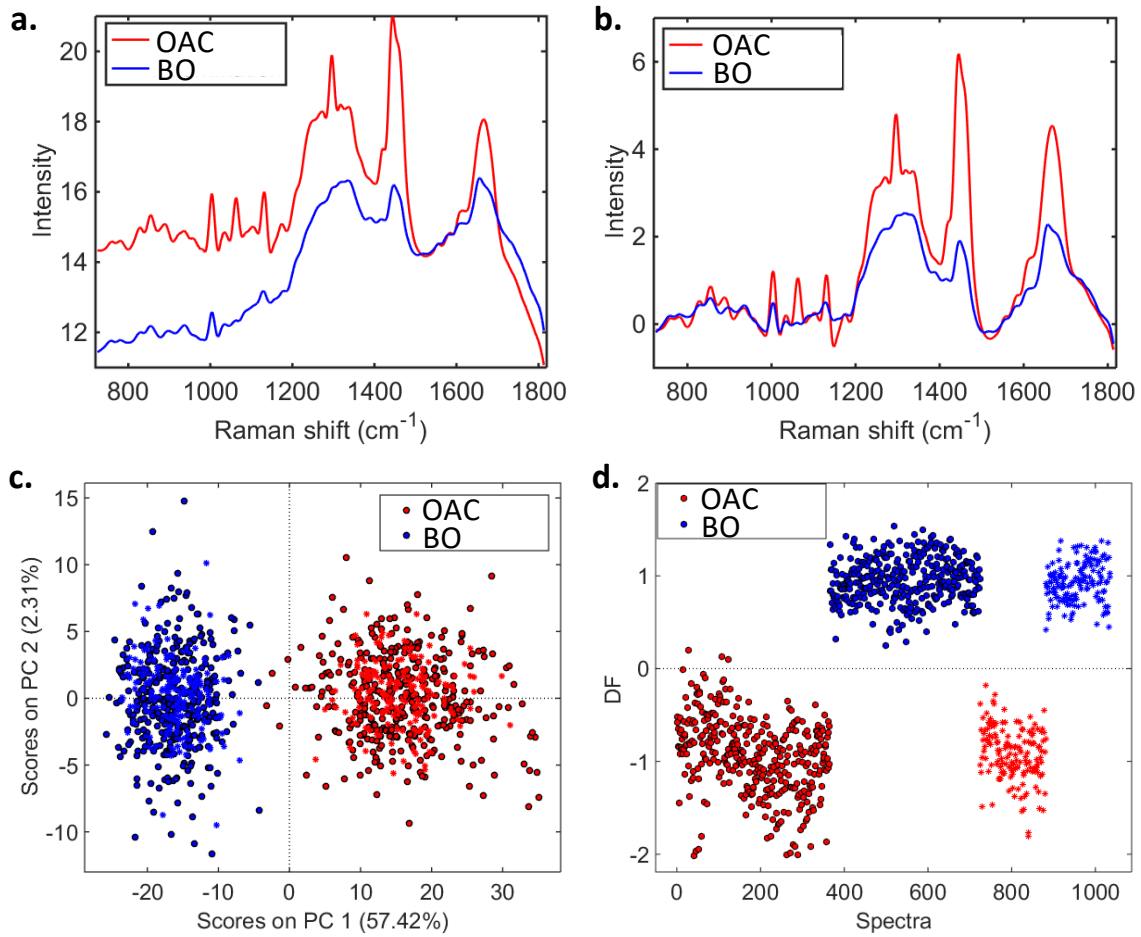 a.
OAC
BO
20
18
16
14
12
Intensity
800 1000 1200 1400 1600 1800
Raman shift (cm-1)
b.
OAC
BO
6
4
2
0
Intensity
800 1000 1200 1400 1600 1800
Raman shift (cm-1)
c.
OAC
BO
15
10
5
0
-5
-10
Scores on PC 2 (2.31%)
-20 -10 0 10 20 30
Scores on PC 1 (57.42%)
d.
OAC
BO
2
1
0
-1
-2
DF
0 200 400 600 800 1000
Spectra